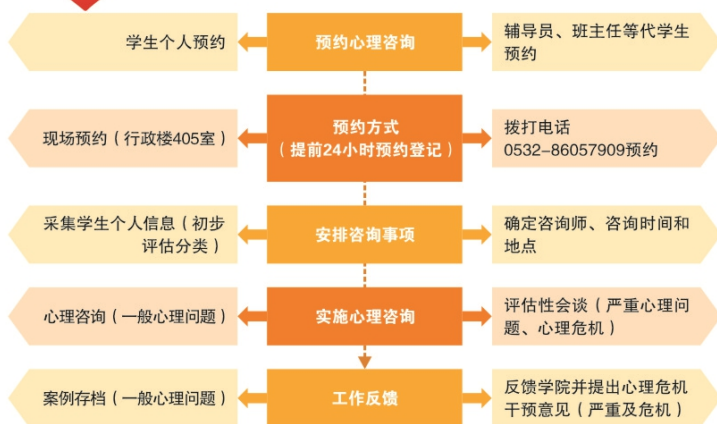 学生个人预约
预约心理咨询
辅导员、班主任等代学生
预约
现场预约（行政楼405室）
预约方式
（提前24小时预约登记）
拨打电话
0532-86057909预约
采集学生个人信息（初步
评估分类）
安排咨询事项
确定咨询师、咨询时间和
地点
心理咨询（一般心理问题）
实施心理咨询
评估性会谈（严重心理问
题、心理危机）
案例存档（一般心理问题）
工作反馈
反馈学院并提出心理危机
干预意见（严重及危机）